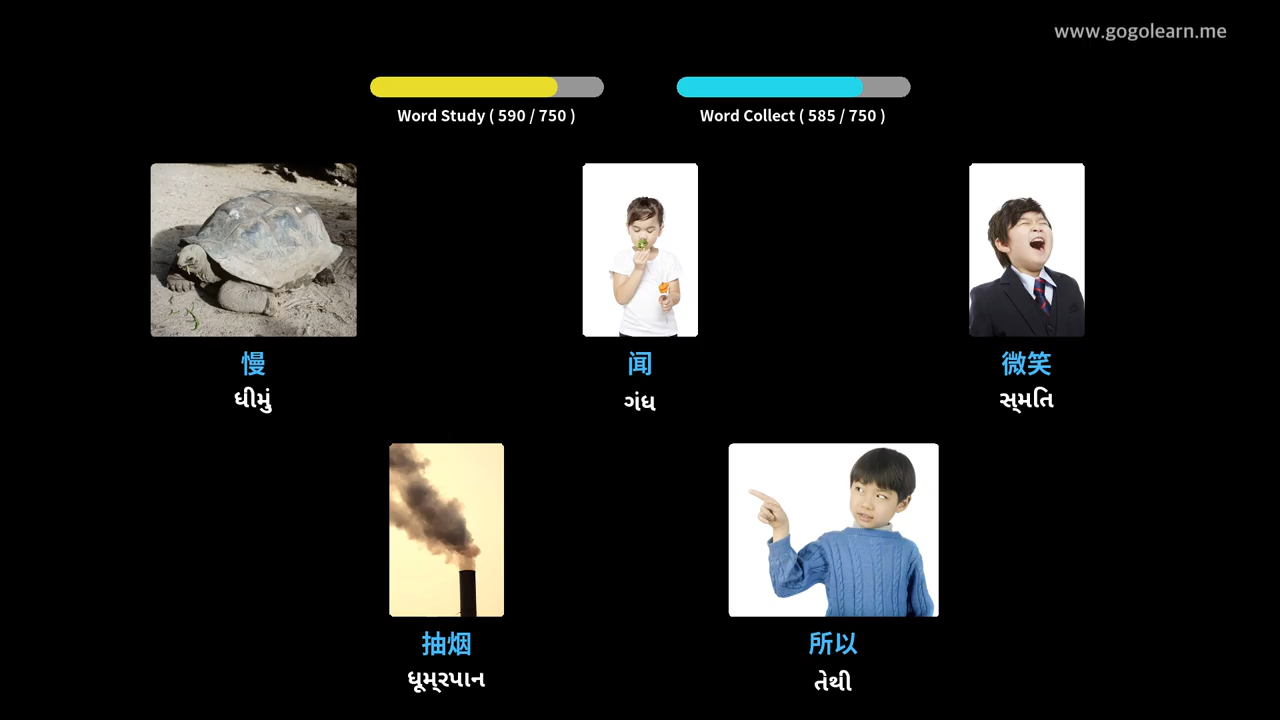 www.gogolearn.me
Word Study ( 590 / 750 )
Word Collect ( 585 / 750 )
慢
ધીમું
闻
ગંધ
微笑
સ્મતિ
抽烟
ધૂમ્રપાન
所以
તેથી